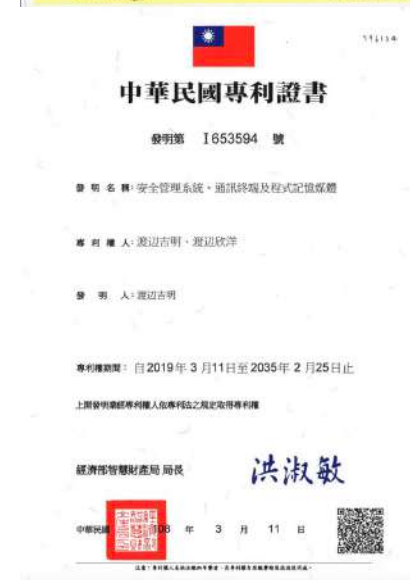 中華民國專利證書
發明第 I653594 號
發 明 名 稱：安全管理系統、通訊終端及程式記憶媒體
專 利 權 人：渡辺吉明、渡辺欣洋
發 明 人：渡辺吉明
專利權期間：自2019年3月11日至2035年2月25日止
上開發明業經專利權人依專利法之規定取得專利權
經濟部智慧財產局 局長
洪淑敏
中華民國 108 年 3 月 11 日